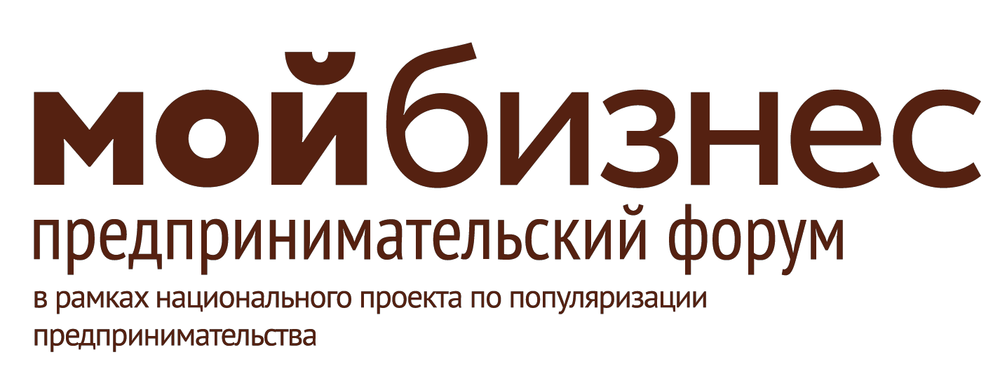 мойбизнес
предпринимательский форум
в рамках национального проекта по популяризации
предпринимательства